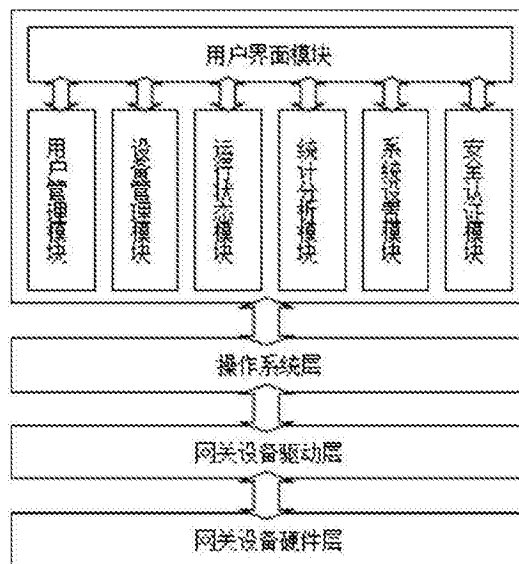 用户界面模块
用户管理模块
设备管理模块
运行状态模块
统计分析模块
系统设置模块
安全认证模块
操作系统层
网关设备驱动层
网关设备硬件层